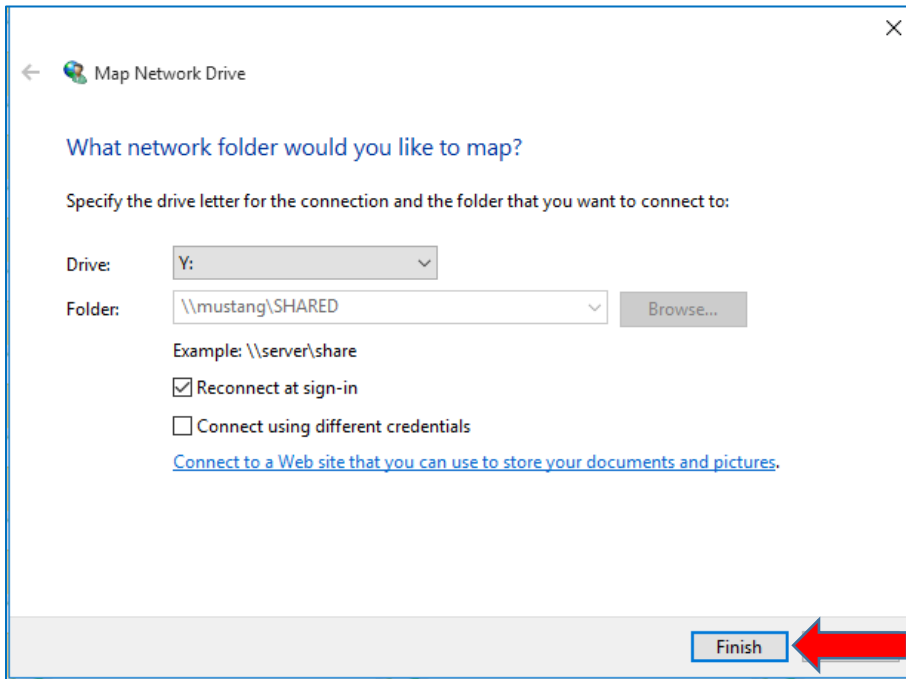 Map Network Drive
What network folder would you like to map?
Specify the drive letter for the connection and the folder that you want to connect to:
Drive: Y:
Folder: \\mustang\SHARED Browse...
Example: \\server\share
Reconnect at sign-in
Connect using different credentials
Connect to a Web site that you can use to store your documents and pictures.
Finish